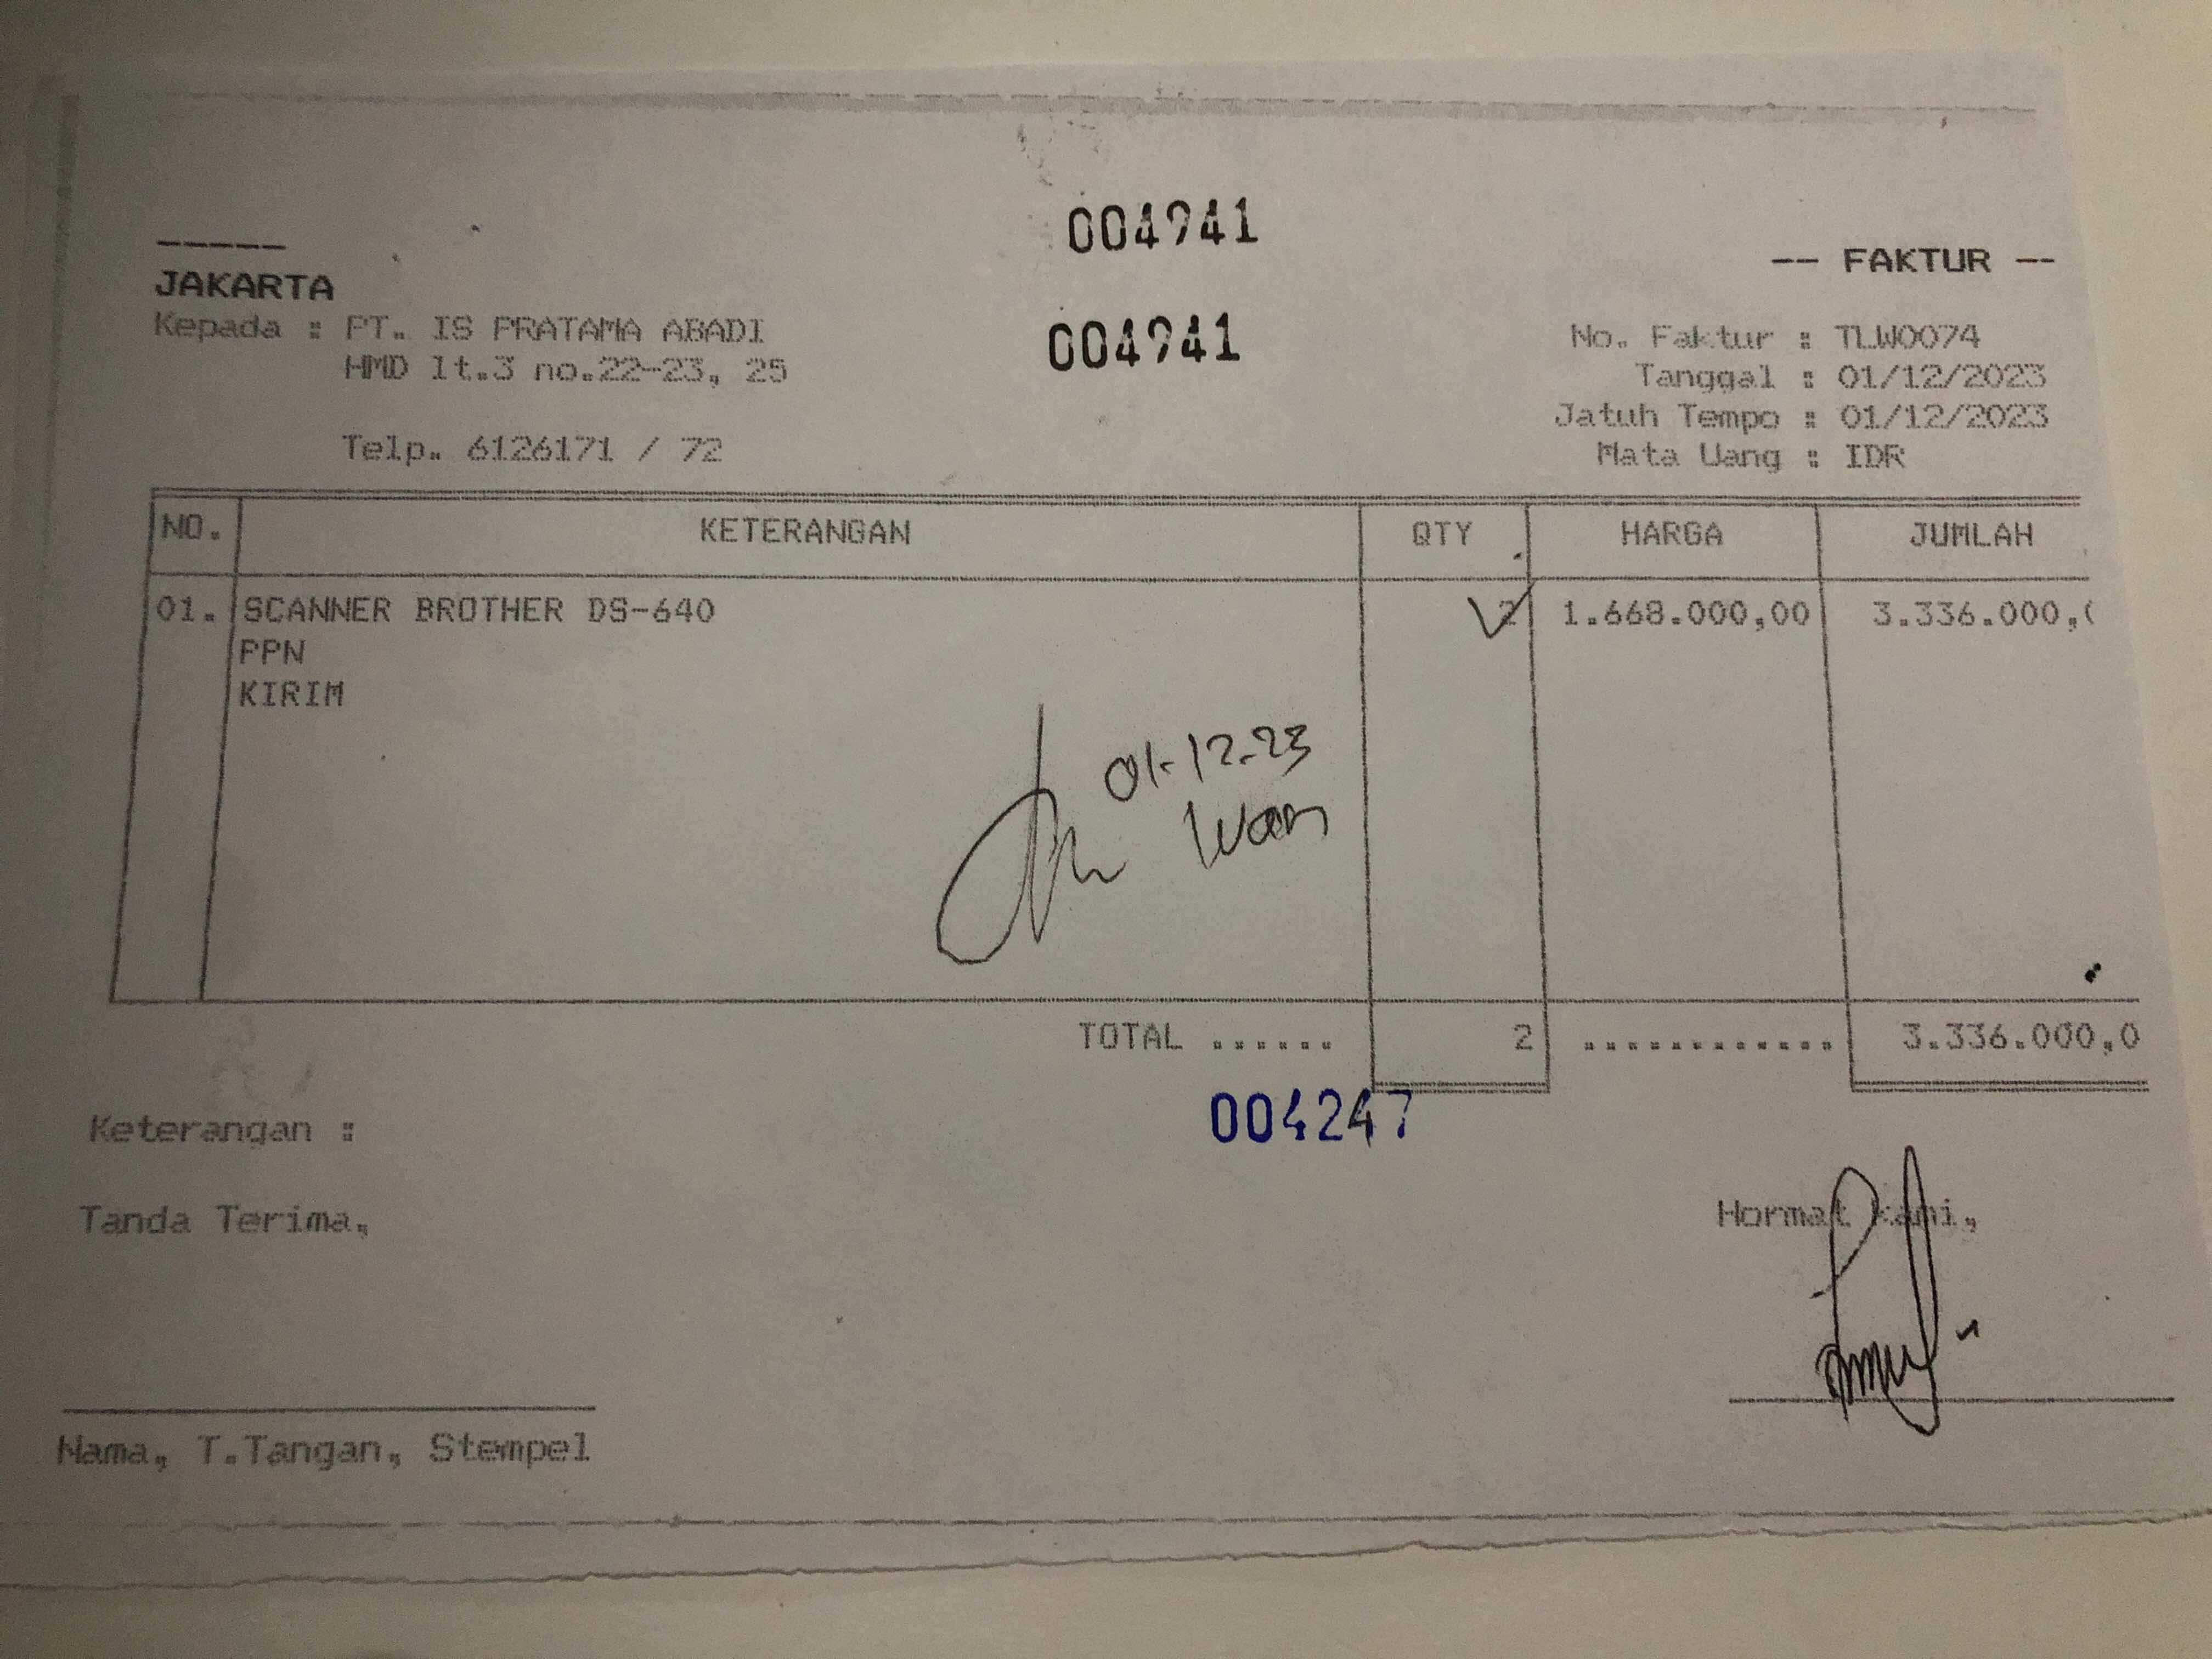 004941
-----
-- FAKTUR --
JAKARTA
004941
Kepada : PT. IS PRATAMA ABADI
No. Faktur : TLW0074
HMD lt.3 no.22-23, 25
Tanggal : 01/12/2023
Jatuh Tempo : 01/12/2023
Telp. 6126171 / 72
Mata Uang : IDR
NO. KETERANGAN QTY HARGA JUMLAH
01. SCANNER BROTHER DS-640 2 1.668.000,00 3.336.000,(
PPN
KIRIM
01-12-23
Iwan
TOTAL ...... 2 ............ 3.336.000,0
004247
Keterangan :
Tanda Terima,
Hormat Kami,
Nama, T.Tangan, Stempel